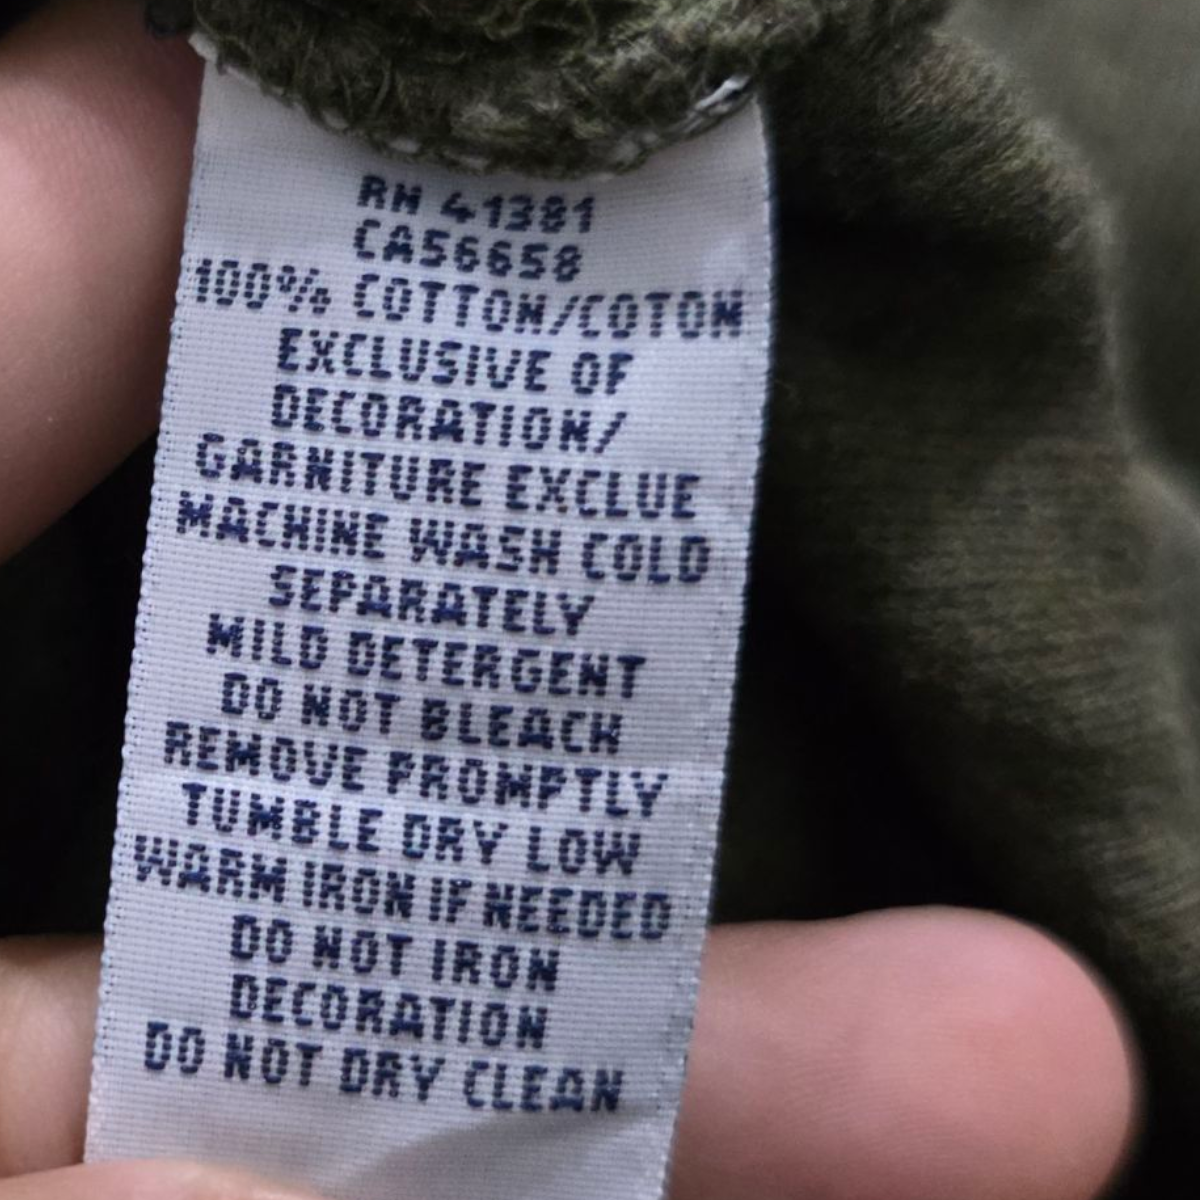 RN 41381
CA56658
100% COTTON/COTON
EXCLUSIVE OF
DECORATION/
GARNITURE EXCLUE
MACHINE WASH COLD
SEPARATELY
MILD DETERGENT
DO NOT BLEACH
REMOVE PROMPTLY
TUMBLE DRY LOW
WARM IRON IF NEEDED
DO NOT IRON
DECORATION
DO NOT DRY CLEAN